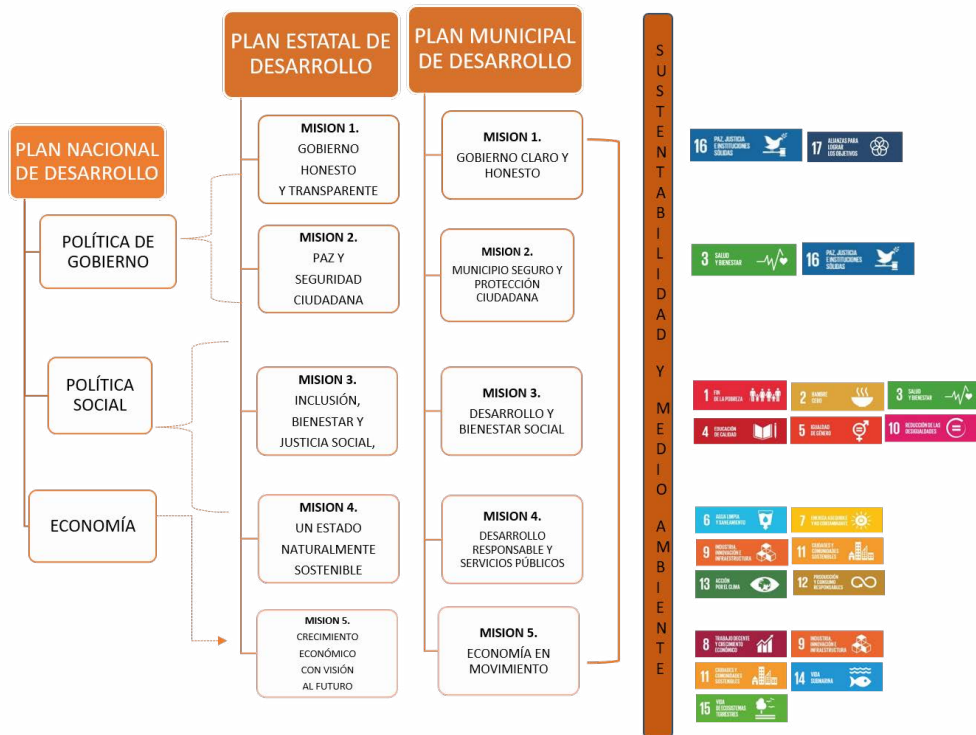 PLAN NACIONAL
DE DESARROLLO
POLÍTICA DE
GOBIERNO
POLÍTICA
SOCIAL
ECONOMÍA
PLAN ESTATAL DE
DESARROLLO
MISION 1.
GOBIERNO
HONESTO
Y TRANSPARENTE
MISION 2.
PAZ Y
SEGURIDAD
CIUDADANA
MISION 3.
INCLUSIÓN,
BIENESTAR Y
JUSTICIA SOCIAL,
MISION 4.
UN ESTADO
NATURALMENTE
SOSTENIBLE
MISION 5.
CRECIMIENTO
ECONÓMICO
CON VISIÓN
AL FUTURO
PLAN MUNICIPAL
DE DESARROLLO
MISION 1.
GOBIERNO CLARO Y
HONESTO
MISION 2.
MUNICIPIO SEGURO Y
PROTECCIÓN
CIUDADANA
MISION 3.
DESARROLLO Y
BIENESTAR SOCIAL
MISION 4.
DESARROLLO
RESPONSABLE Y
SERVICIOS PÚBLICOS
MISION 5.
ECONOMÍA EN
MOVIMIENTO
SUSTENTABILIDAD Y MEDIO AMBIENTE
16 PAZ, JUSTICIA
E INSTITUCIONES
SÓLIDAS
17 ALIANZAS PARA
LOGRAR
LOS OBJETIVOS
3 SALUD
Y BIENESTAR
16 PAZ, JUSTICIA
E INSTITUCIONES
SÓLIDAS
1 FIN
DE LA POBREZA
2 HAMBRE
CERO
3 SALUD
Y BIENESTAR
4 EDUCACIÓN
DE CALIDAD
5 IGUALDAD
DE GÉNERO
10 REDUCCIÓN DE LAS
DESIGUALDADES
6 AGUA LIMPIA
Y SANEAMIENTO
7 ENERGÍA ASEQUIBLE
Y NO CONTAMINANTE
9 INDUSTRIA,
INNOVACIÓN E
INFRAESTRUCTURA
11 CIUDADES Y
COMUNIDADES
SOSTENIBLES
13 ACCIÓN
POR EL CLIMA
12 PRODUCCIÓN
Y CONSUMO
RESPONSABLES
8 TRABAJO DECENTE
Y CRECIMIENTO
ECONÓMICO
9 INDUSTRIA,
INNOVACIÓN E
INFRAESTRUCTURA
11 CIUDADES Y
COMUNIDADES
SOSTENIBLES
14 VIDA
SUBMARINA
15 VIDA
DE ECOSISTEMAS
TERRESTRES